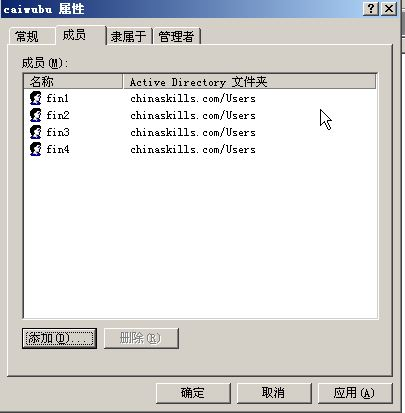 caiwubu 属性
常规 成员 隶属于 管理者
成员(M):
名称 Active Directory 文件夹
fin1 chinaskills.com/Users
fin2 chinaskills.com/Users
fin3 chinaskills.com/Users
fin4 chinaskills.com/Users
添加(D)... 删除(R)
确定 取消 应用(A)